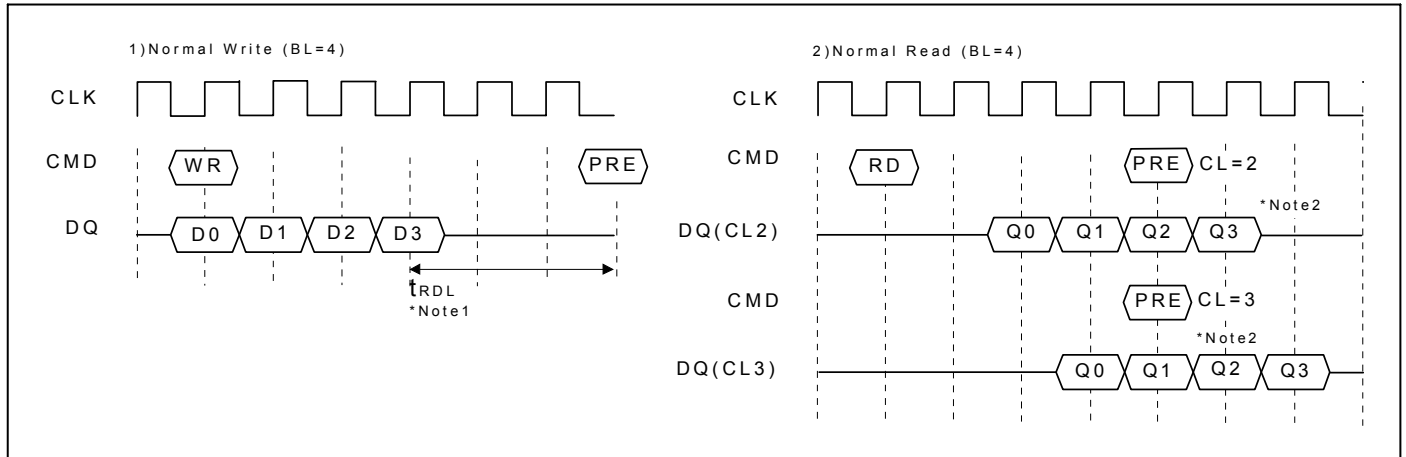 1)Normal Write (BL=4)
CLK
CMD
WR
PRE
DQ
D0
D1
D2
D3
tRDL
*Note1
2)Normal Read (BL=4)
CLK
CMD
RD
PRE
CL=2
*Note2
DQ(CL2)
Q0
Q1
Q2
Q3
CMD
PRE
CL=3
*Note2
DQ(CL3)
Q0
Q1
Q2
Q3